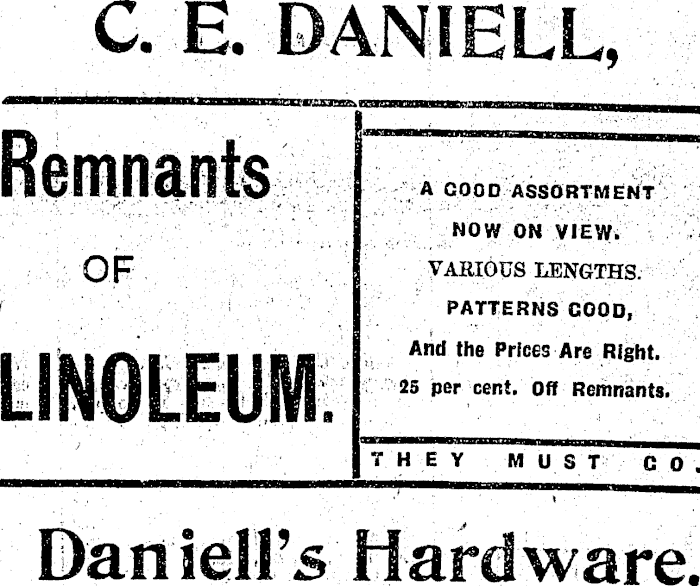 C. E. DANIELL,
Remnants
OF
LINOLEUM.
A GOOD ASSORTMENT
NOW ON VIEW.
VARIOUS LENGTHS.
PATTERNS GOOD,
And the Prices Are Right.
25 per cent. Off Remnants.
THEY MUST GO.
Daniell's Hardware.